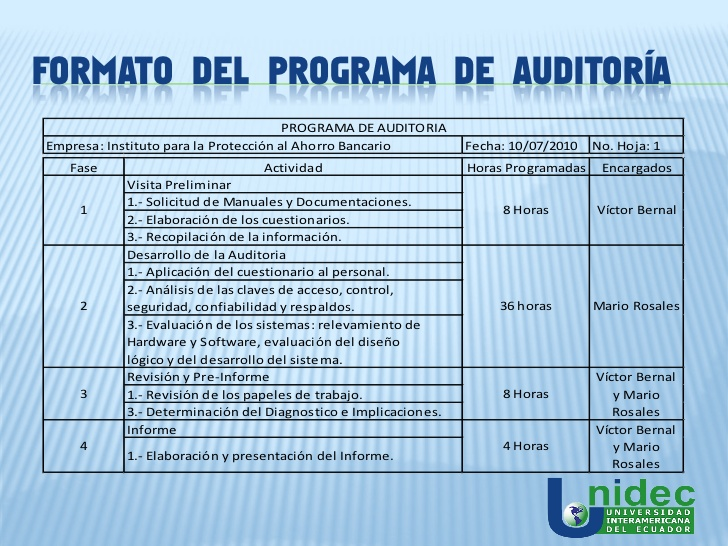 FORMATO DEL PROGRAMA DE AUDITORÍA
PROGRAMA DE AUDITORIA
Empresa: Instituto para la Protección al Ahorro Bancario Fecha: 10/07/2010 No. Hoja: 1
Fase Actividad Horas Programadas Encargados
1
Visita Preliminar
1.- Solicitud de Manuales y Documentaciones.
2.- Elaboración de los cuestionarios.
3.- Recopilación de la información.
8 Horas
Víctor Bernal
2
Desarrollo de la Auditoria
1.- Aplicación del cuestionario al personal.
2.- Análisis de las claves de acceso, control,
seguridad, confiabilidad y respaldos.
3.- Evaluación de los sistemas: relevamiento de
Hardware y Software, evaluación del diseño
lógico y del desarrollo del sistema.
36 horas
Mario Rosales
3
Revisión y Pre-Informe
1.- Revisión de los papeles de trabajo.
3.- Determinación del Diagnostico e Implicaciones.
8 Horas
Víctor Bernal
y Mario
Rosales
4
Informe
1.- Elaboración y presentación del Informe.
4 Horas
Víctor Bernal
y Mario
Rosales
Unidec
UNIVERSIDAD
INTERAMERICANA
DEL ECUADOR